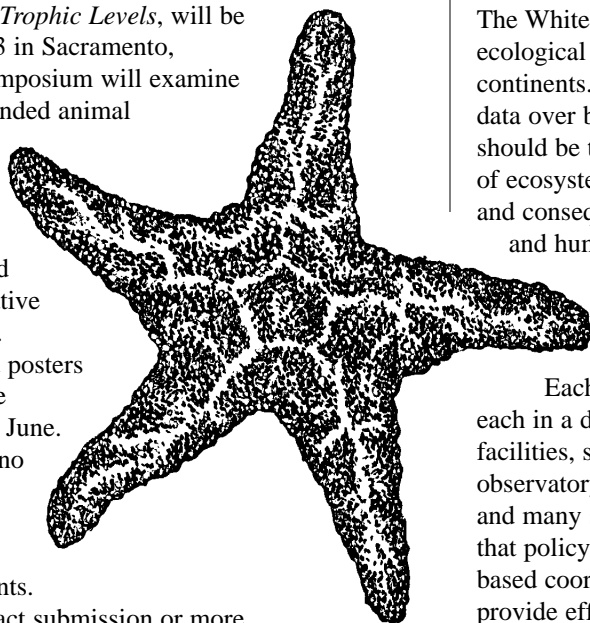 Trophic Levels, will be
3 in Sacramento,
mposium will examine
nded animal
d
tive
posters
e
June.
no
nts.
act submission or more
The White
ecological
continents.
data over b
should be t
of ecosyste
and conseq
and hun
Each
each in a d
facilities, s
observatory
and many
that policy
based coor
provide eff